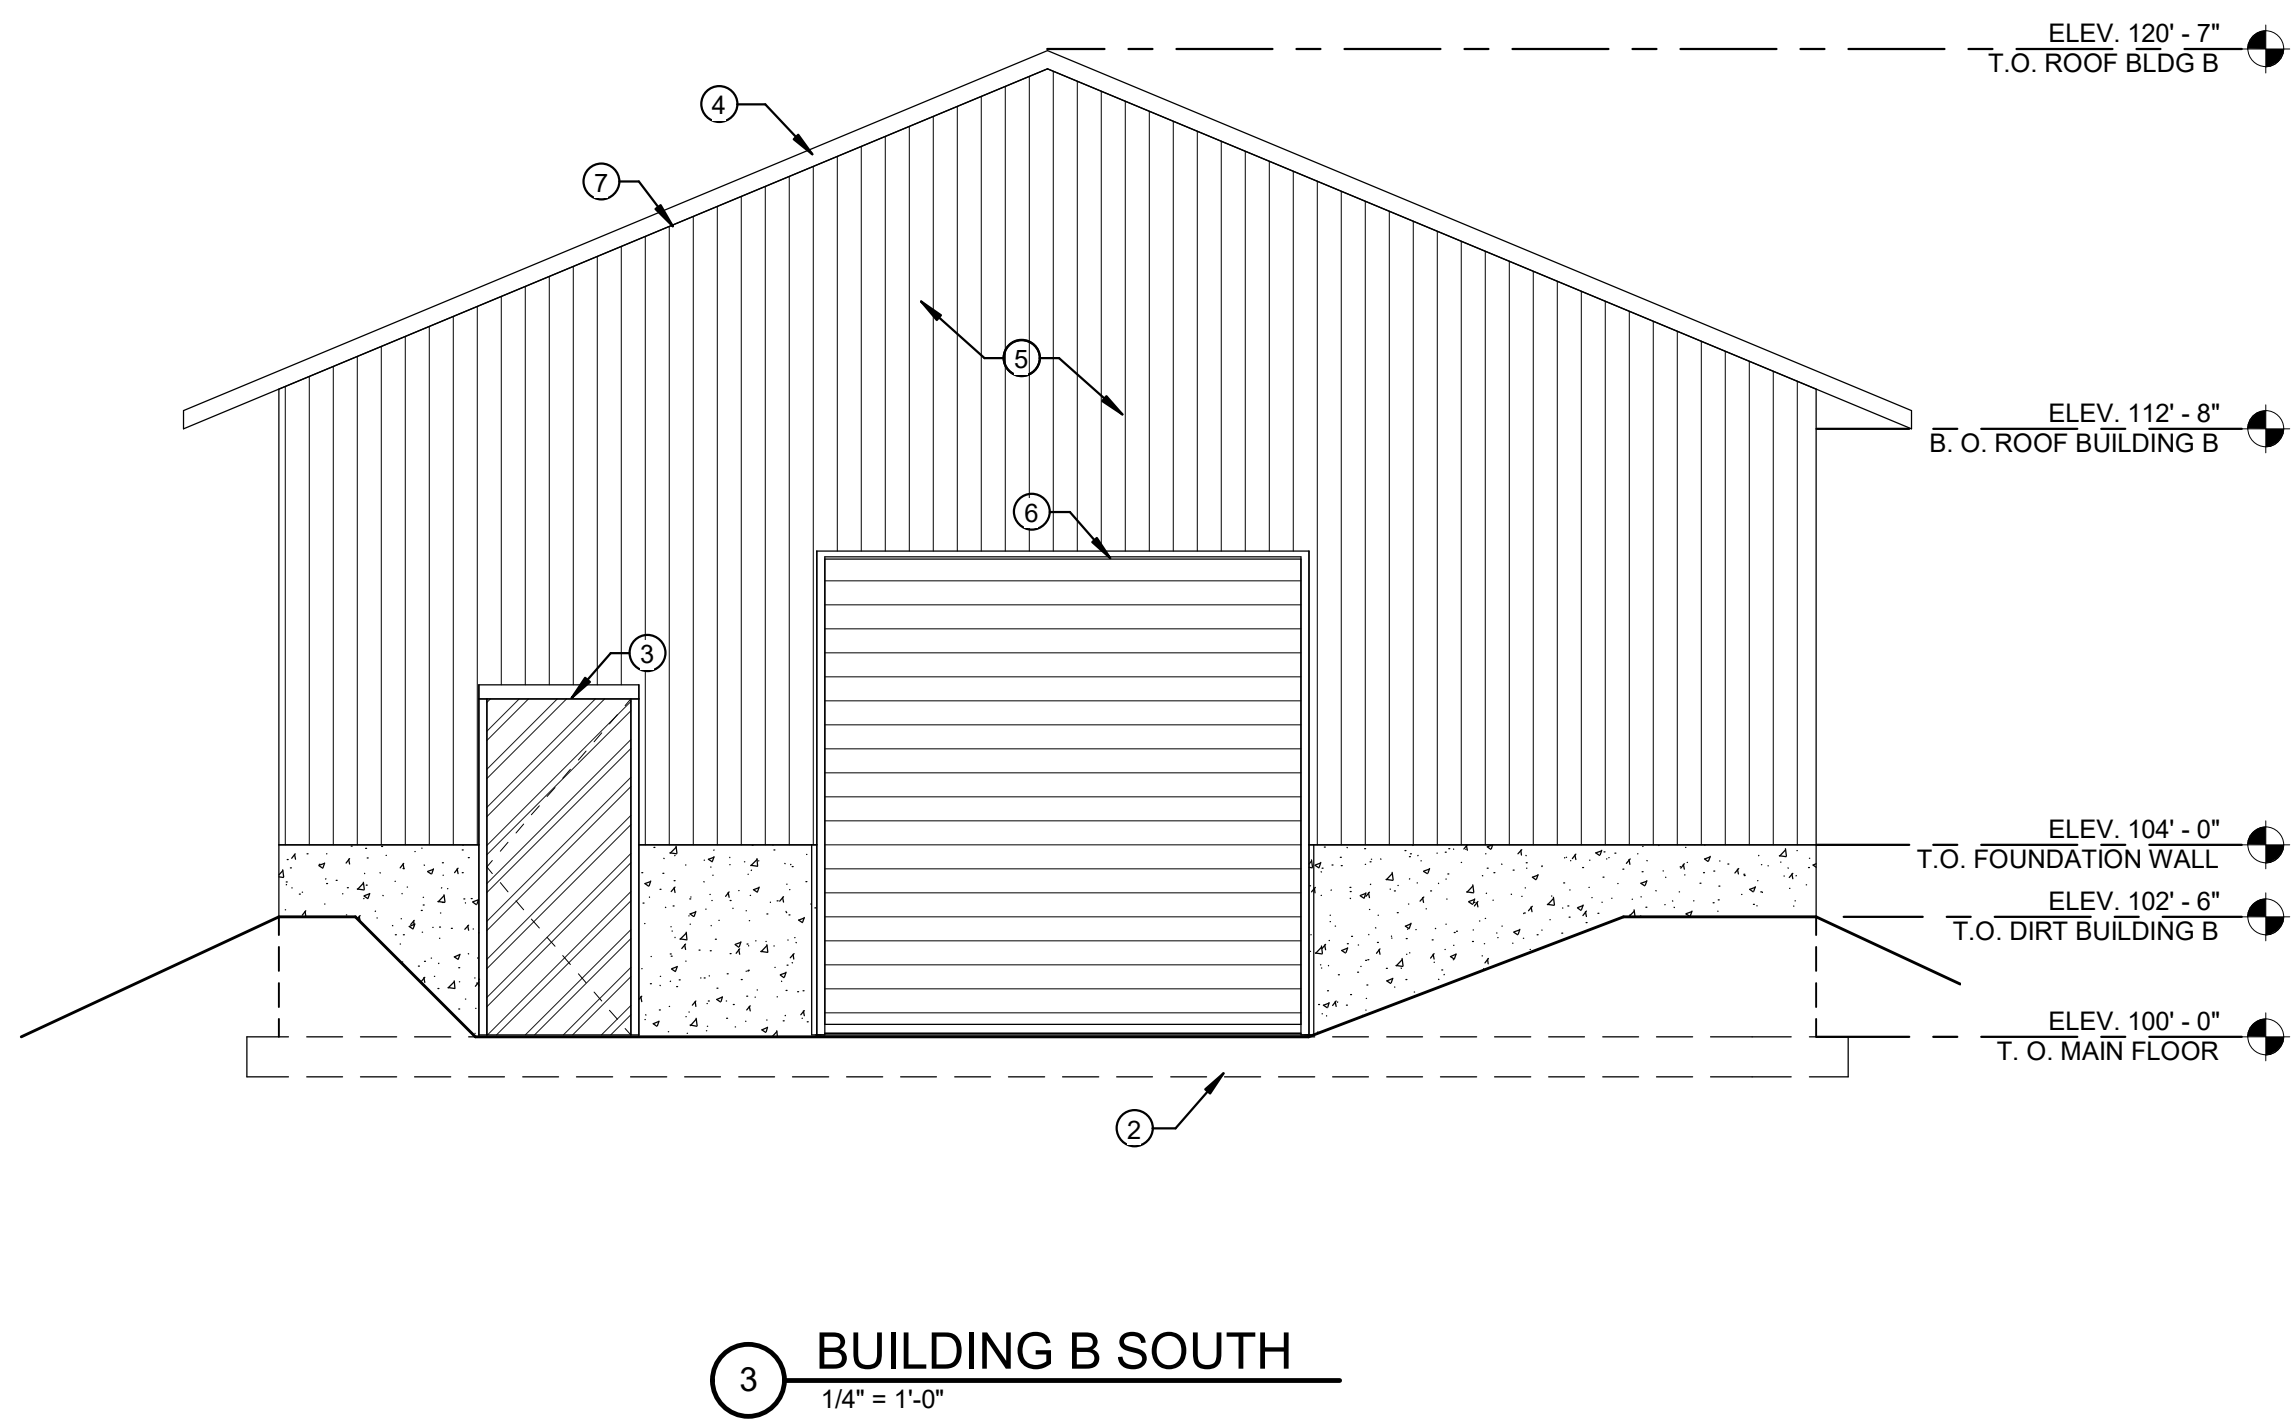 ELEV. 120' - 7"
T.O. ROOF BLDG B
4
7
5
ELEV. 112' - 8"
B. O. ROOF BUILDING B
6
3
ELEV. 104' - 0"
T.O. FOUNDATION WALL
ELEV. 102' - 6"
T.O. DIRT BUILDING B
ELEV. 100' - 0"
T. O. MAIN FLOOR
2
3
BUILDING B SOUTH
1/4" = 1'-0"